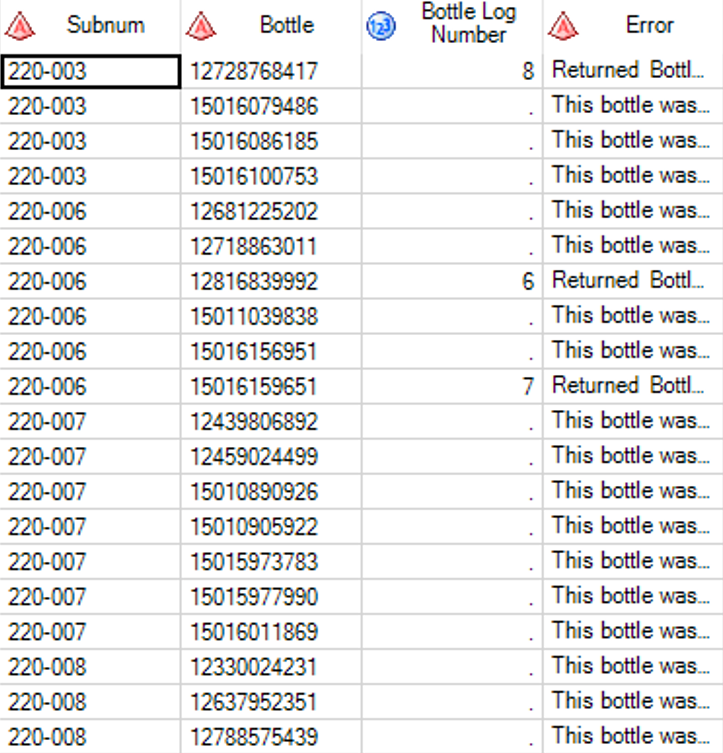 Subnum Bottle Bottle Log Number Error
220-003 12728768417 8 Returned Bottl...
220-003 15016079486 . This bottle was...
220-003 15016086185 . This bottle was...
220-003 15016100753 . This bottle was...
220-006 12681225202 . This bottle was...
220-006 12718863011 . This bottle was...
220-006 12816839992 6 Returned Bottl...
220-006 15011039838 . This bottle was...
220-006 15016156951 . This bottle was...
220-006 15016159651 7 Returned Bottl...
220-007 12439806892 . This bottle was...
220-007 12459024499 . This bottle was...
220-007 15010890926 . This bottle was...
220-007 15010905922 . This bottle was...
220-007 15015973783 . This bottle was...
220-007 15015977990 . This bottle was...
220-007 15016011869 . This bottle was...
220-008 12330024231 . This bottle was...
220-008 12637952351 . This bottle was...
220-008 12788575439 . This bottle was...